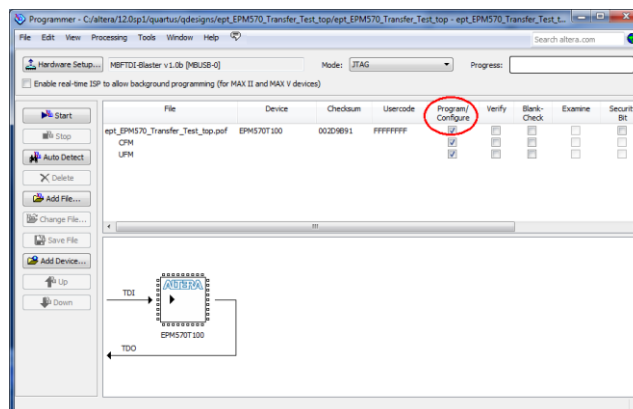 Programmer - C:/altera/12.0sp1/quartus/qdesigns/ept_EPM570_Transfer_Test_top/ept_EPM570_Transfer_Test_top - ept_EPM570_Transfer_Test_t...
File Edit View Processing Tools Window Help
Search altera.com
Hardware Setup... MBFTDI-Blaster v1.0b [MBUSB-0] Mode: JTAG Progress:
Enable real-time ISP to allow background programming (for MAX II and MAX V devices)
Start
Stop
Auto Detect
Delete
Add File...
Change File...
Save File
Add Device...
Up
Down
File Device Checksum Usercode Program/ Verify Blank- Examine Security
Configure Check Bit
ept_EPM570_Transfer_Test_top.pof EPM570T100 002D9B91 FFFFFFFF
CFM
UFM
TDI
ALTERA
EPM570T100
TDO